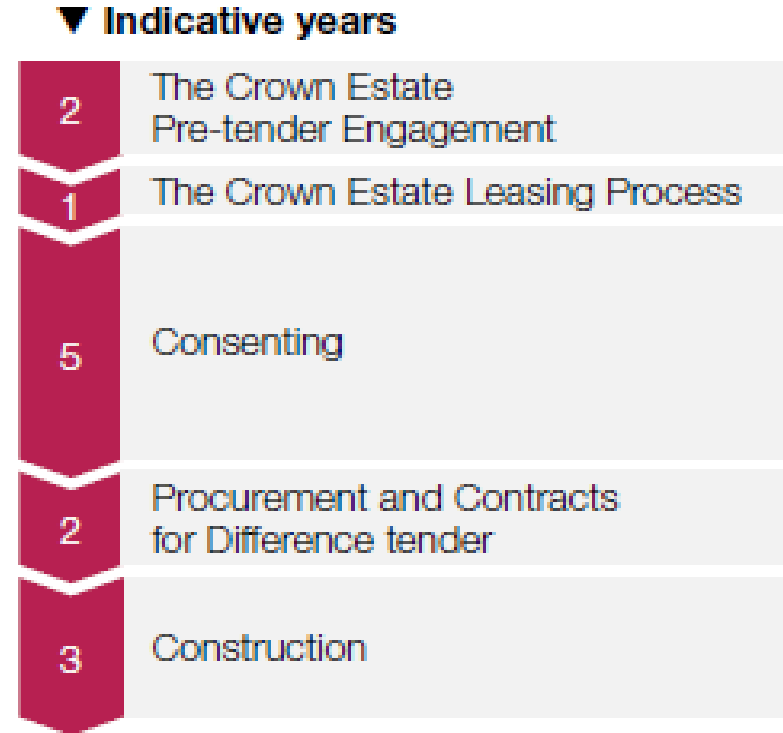 ▼ Indicative years
2
The Crown Estate
Pre-tender Engagement
1
The Crown Estate Leasing Process
5
Consenting
2
Procurement and Contracts
for Difference tender
3
Construction